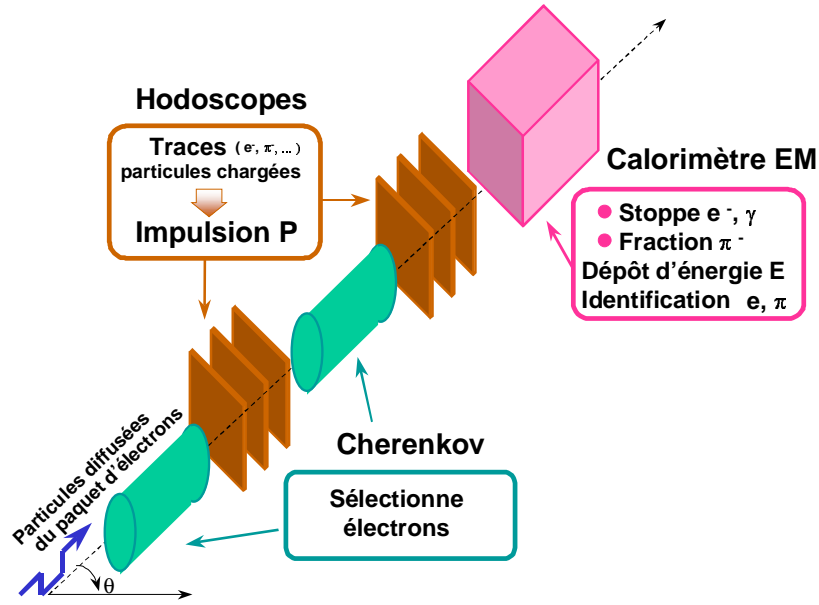 Hodoscopes
Traces ( e-, π-, ... )
particules chargées
Impulsion P
Calorimètre EM
Stoppe e -, γ
Fraction π -
Dépôt d'énergie E
Identification e, π
Cherenkov
Sélectionne
électrons
Particules diffusées
du paquet d'électrons
θ